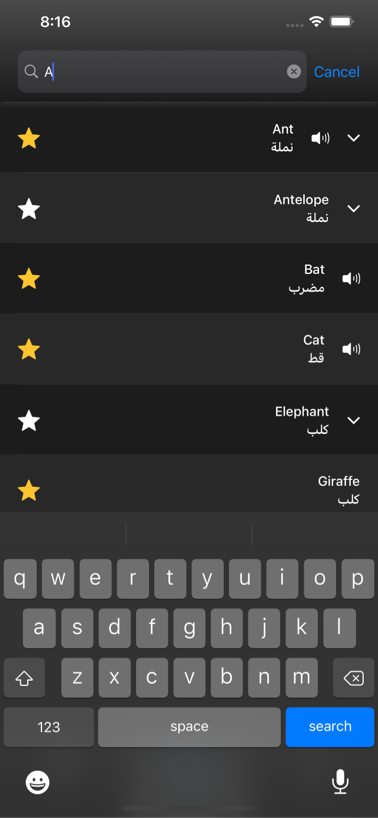 8:16
A
Cancel
Ant
نملة
Antelope
نملة
Bat
مضرب
Cat
قط
Elephant
كلب
Giraffe
كلب
q w e r t y u i o p
a s d f g h j k l
z x c v b n m
123 space search